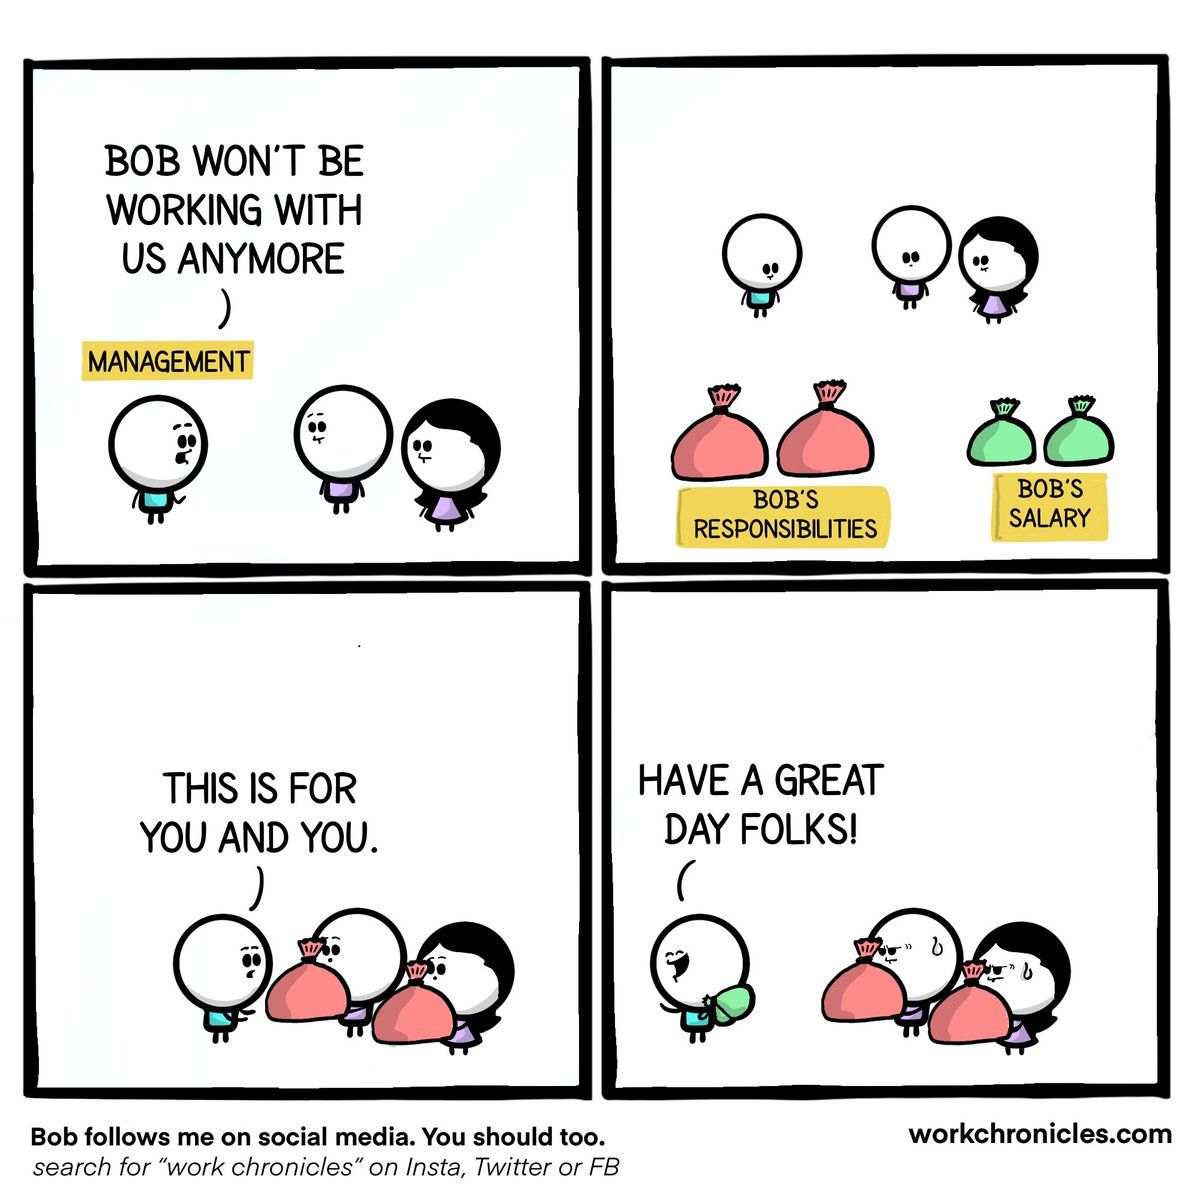 BOB WON'T BE
WORKING WITH
US ANYMORE
MANAGEMENT
BOB'S
RESPONSIBILITIES
BOB'S
SALARY
THIS IS FOR
YOU AND YOU.
HAVE A GREAT
DAY FOLKS!
Bob follows me on social media. You should too.
search for “work chronicles” on Insta, Twitter or FB
workchronicles.com